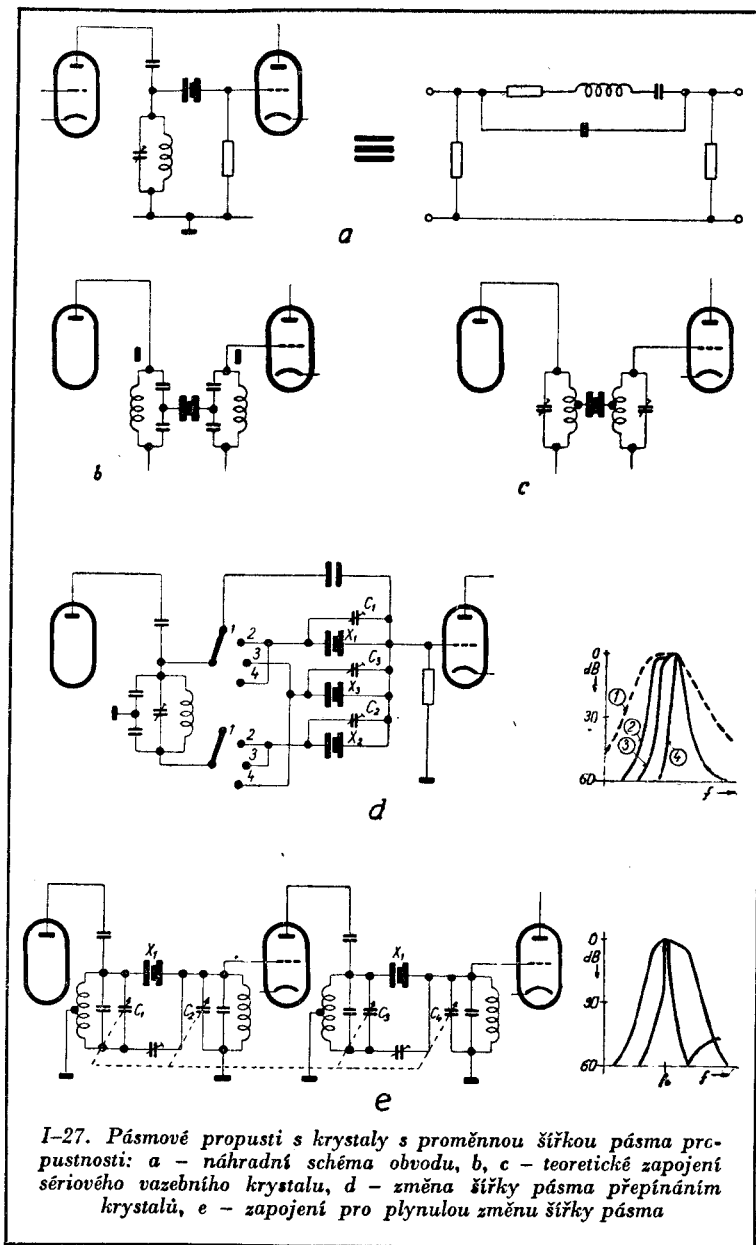 a
b
c
1
2
3
4
C₁
X₁
C₃
X₃
C₂
X₂
1
2
3
4
d
0
dB
30
60
f
1
2
3
4
X₁
C₁
C₂
X₁
C₃
C₄
e
0
dB
30
60
f₀
f
I–27. Pásmové propusti s krystaly s proměnnou šířkou pásma pro-
pustnosti: a – náhradní schéma obvodu, b, c – teoretické zapojení
sériového vazebního krystalu, d – změna šířky pásma přepínáním
krystalů, e – zapojení pro plynulou změnu šířky pásma